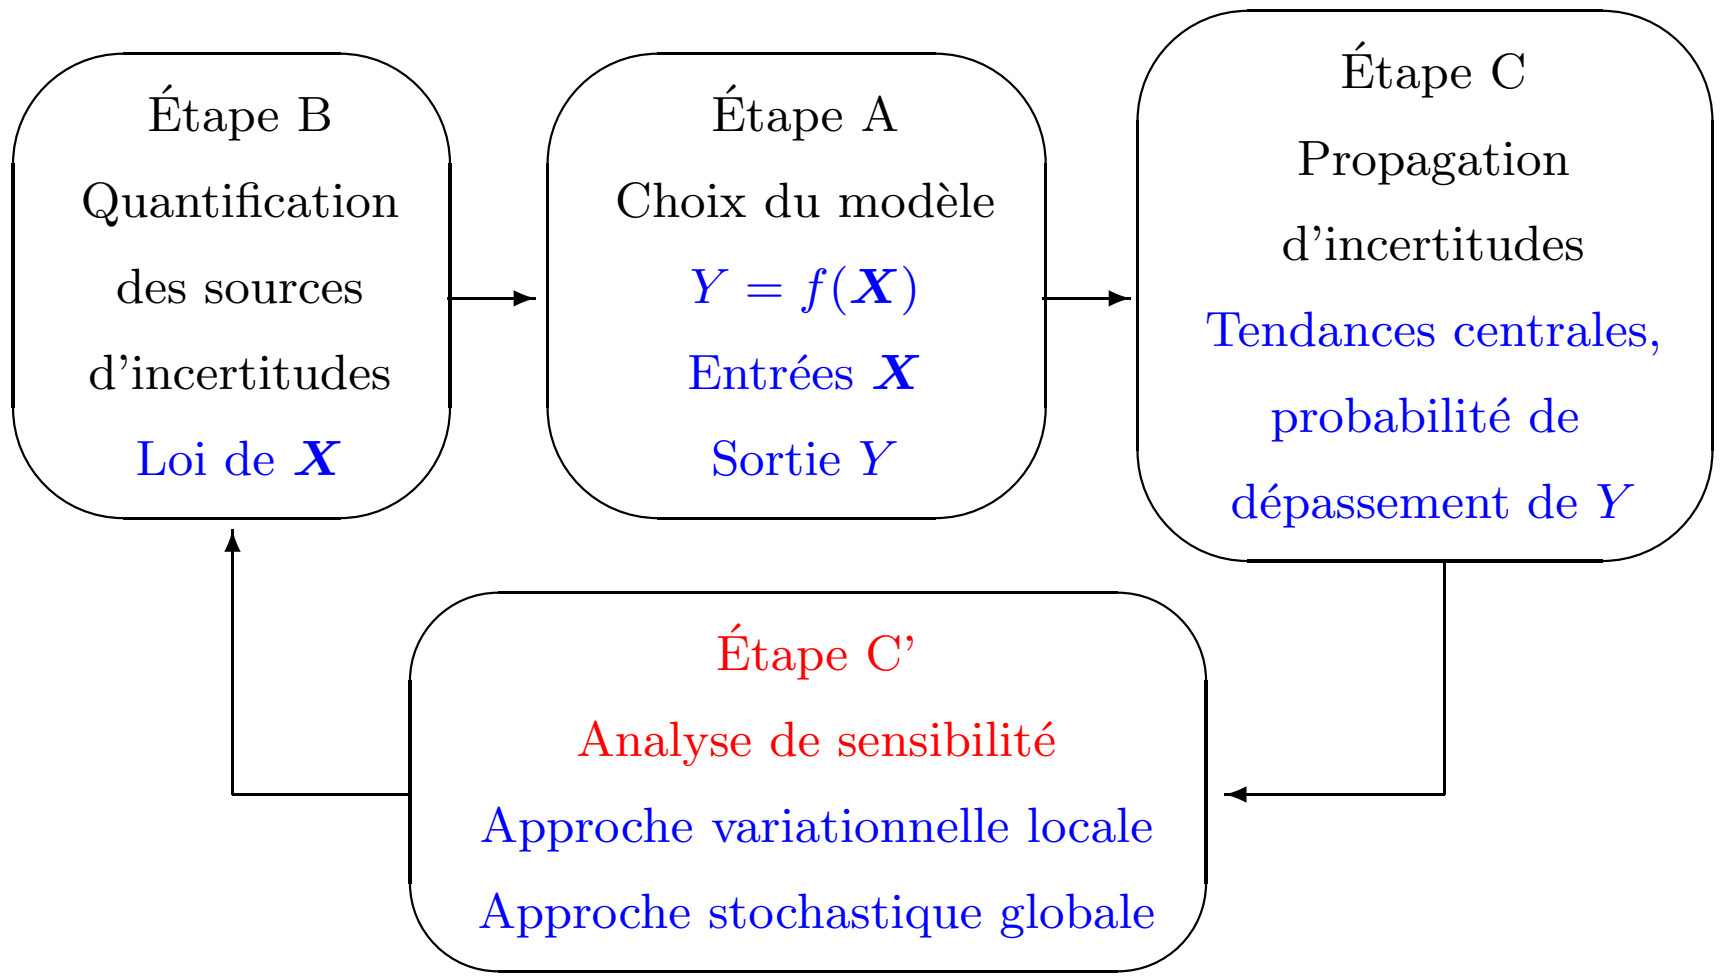 Étape B
Quantification
des sources
d'incertitudes
Loi de X
Étape A
Choix du modèle
Y = f(X)
Entrées X
Sortie Y
Étape C
Propagation
d'incertitudes
Tendances centrales,
probabilité de
dépassement de Y
Étape C'
Analyse de sensibilité
Approche variationnelle locale
Approche stochastique globale